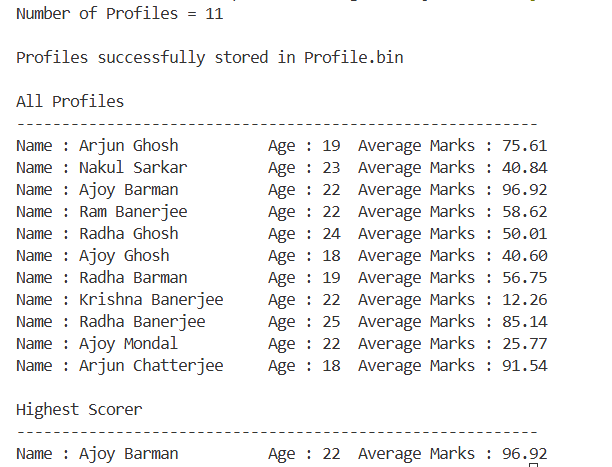 Number of Profiles = 11
Profiles successfully stored in Profile.bin
All Profiles
----------------------------------------------------------
Name : Arjun Ghosh          Age : 19  Average Marks : 75.61
Name : Nakul Sarkar         Age : 23  Average Marks : 40.84
Name : Ajoy Barman          Age : 22  Average Marks : 96.92
Name : Ram Banerjee         Age : 22  Average Marks : 58.62
Name : Radha Ghosh          Age : 24  Average Marks : 50.01
Name : Ajoy Ghosh           Age : 18  Average Marks : 40.60
Name : Radha Barman         Age : 19  Average Marks : 56.75
Name : Krishna Banerjee     Age : 22  Average Marks : 12.26
Name : Radha Banerjee       Age : 25  Average Marks : 85.14
Name : Ajoy Mondal          Age : 22  Average Marks : 25.77
Name : Arjun Chatterjee     Age : 18  Average Marks : 91.54
Highest Scorer
----------------------------------------------------------
Name : Ajoy Barman          Age : 22  Average Marks : 96.92